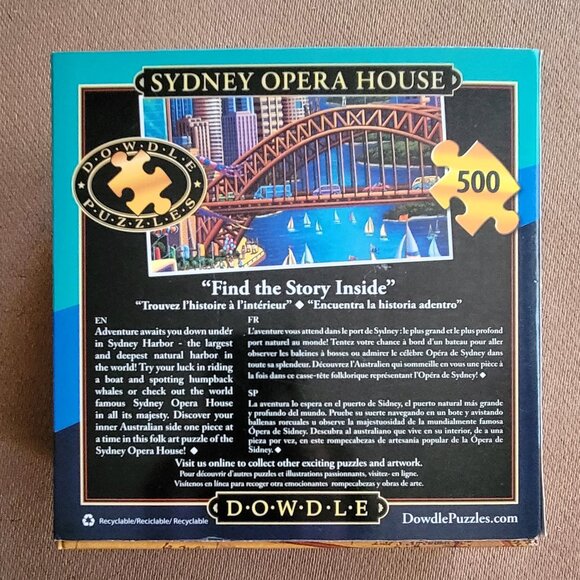 SYDNEY OPERA HOUSE
D·O·W·D·L·E
P·U·Z·Z·L·E·S
500
"Find the Story Inside"
"Trouvez l'histoire à l'intérieur" ◆ "Encuentra la historia adentro"
EN
Adventure awaits you down undér
in Sydney Harbor - the largest
and deepest natural harbor in
the world! Try your luck in riding
a boat and spotting humpback
whales or check out the world
famous Sydney Opera House
in all its majesty. Discover your
inner Australian side one piece at
a time in this folk art puzzle of the
Sydney Opera House! ◆
FR
L'aventure vous attend dans le port de Sydney : le plus grand et le plus profond
port naturel au monde! Tentez votre chance à bord d'un bateau pour aller
observer les baleines à bosses ou admirer le célèbre Opéra de Sydney dans
toute sa splendeur. Découvrez l'Australien qui sommeille en vous une pièce à
la fois dans ce casse-tête folklorique représentant l'Opéra de Sydney! ◆
SP
La aventura lo espera en el puerto de Sidney, el puerto natural más grande
y profundo del mundo. Pruebe su suerte navegando en un bote y avistando
ballenas rorcuales u observe la majestuosidad de la mundialmente famosa
Ópera de Sidney. Descubra al australiano que vive en su interior, de a una
pieza por vez, en este rompecabezas de artesanía popular de la Ópera de
Sidney. ◆
Visit us online to collect other exciting puzzles and artwork.
Pour découvrir d'autres puzzles et illustrations passionnants, visitez- en ligne.
Visítenos en línea para recoger otra emocionantes rompecabezas y obras de arte.
Recyclable/Reciclable/ Recyclable
D·O·W·D·L·E
DowdlePuzzles.com